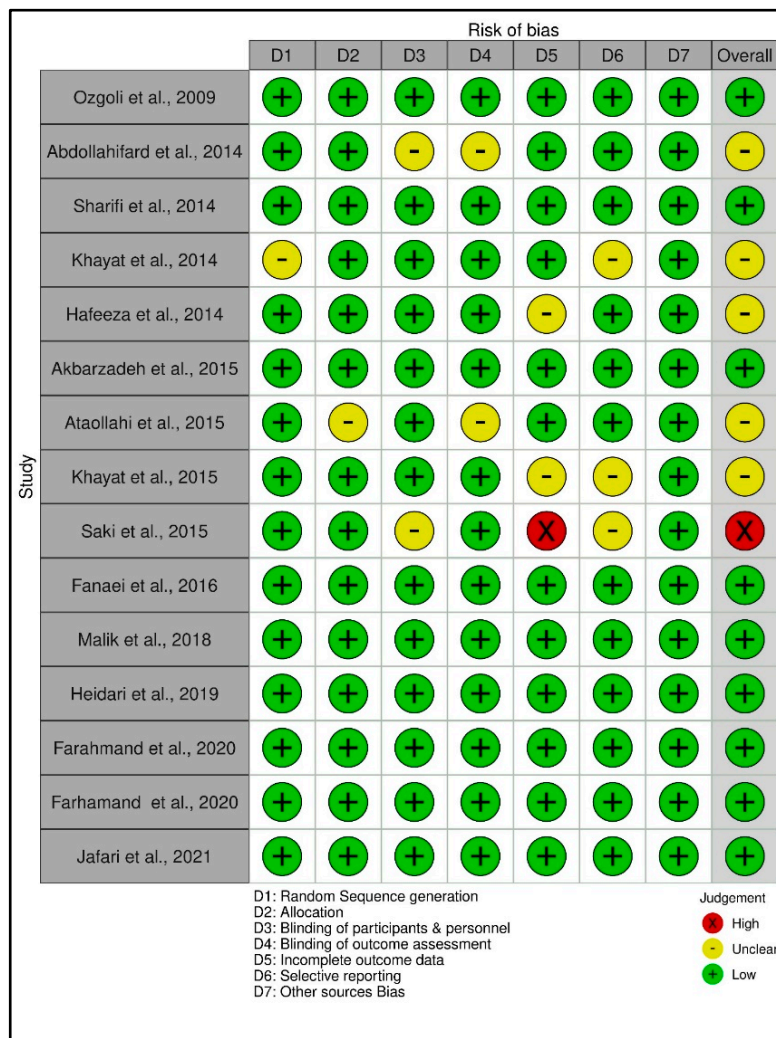 Risk of bias
D1 D2 D3 D4 D5 D6 D7 Overall
Study
Ozgoli et al., 2009 + + + + + + + +
Abdollahifard et al., 2014 + + - - + + + -
Sharifi et al., 2014 + + + + + + + +
Khayat et al., 2014 - + + + + - + -
Hafeeza et al., 2014 + + + + - + + -
Akbarzadeh et al., 2015 + + + + + + + +
Ataollahi et al., 2015 + - + - + + + -
Khayat et al., 2015 + + + + - - + -
Saki et al., 2015 + + - + X - + X
Fanaei et al., 2016 + + + + + + + +
Malik et al., 2018 + + + + + + + +
Heidari et al., 2019 + + + + + + + +
Farahmand et al., 2020 + + + + + + + +
Farhamand et al., 2020 + + + + + + + +
Jafari et al., 2021 + + + + + + + +
D1: Random Sequence generation
D2: Allocation
D3: Blinding of participants & personnel
D4: Blinding of outcome assessment
D5: Incomplete outcome data
D6: Selective reporting
D7: Other sources Bias
Judgement
X High
- Unclear
+ Low